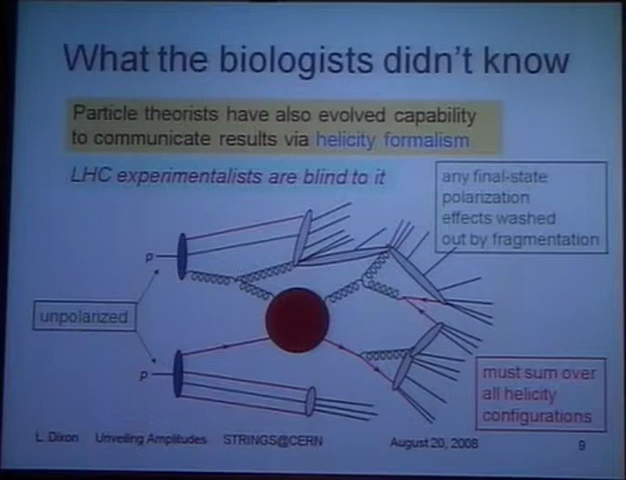 What the biologists didn't know
Particle theorists have also evolved capability
to communicate results via helicity formalism
LHC experimentalists are blind to it
any final-state
polarization
effects washed
out by fragmentation
p
unpolarized
p
must sum over
all helicity
configurations
L. Dixon Unveiling Amplitudes STRINGS@CERN August 20, 2008 9